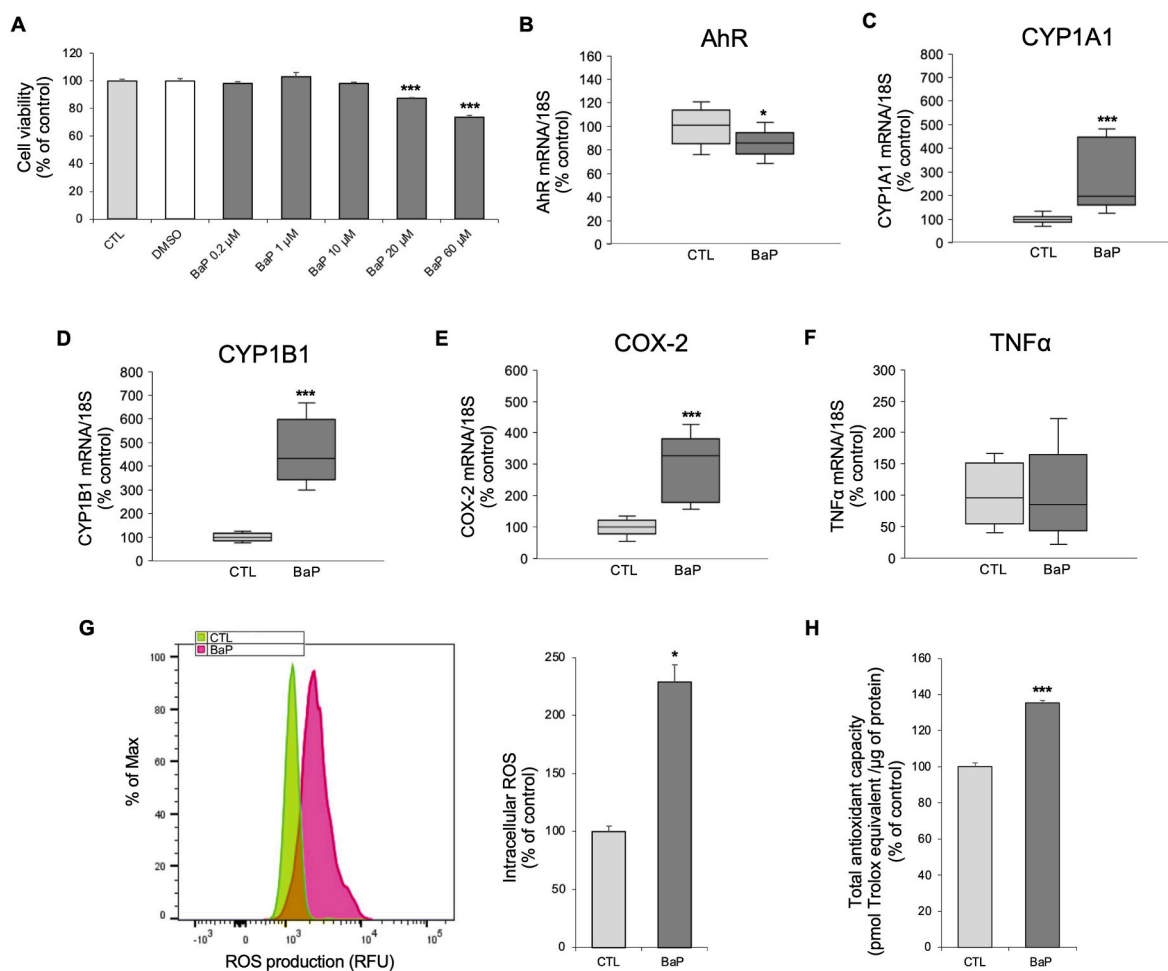 A
Cell viability
(% of control)
120
100
80
60
40
20
0
***
***
CTL
DMSO
BaP 0.2 µM
BaP 1 µM
BaP 10 µM
BaP 20 µM
BaP 60 µM
B
AhR
AhR mRNA/18S
(% control)
160
140
120
100
80
60
40
20
0
*
CTL
BaP
C
CYP1A1
CYP1A1 mRNA/18S
(% control)
800
700
600
500
400
300
200
100
0
***
CTL
BaP
D
CYP1B1
CYP1B1 mRNA/18S
(% control)
800
700
600
500
400
300
200
100
0
***
CTL
BaP
E
COX-2
COX-2 mRNA/18S
(% control)
600
500
400
300
200
100
0
***
CTL
BaP
F
TNFα
TNFα mRNA/18S
(% control)
300
250
200
150
100
50
0
CTL
BaP
G
CTL
BaP
% of Max
100
80
60
40
20
0
-10³
0
10³
10⁴
10⁵
ROS production (RFU)
Intracellular ROS
(% of control)
250
200
150
100
50
0
*
CTL
BaP
H
Total antioxidant capacity
(pmol Trolox equivalent /µg of protein)
(% of control)
160
140
120
100
80
60
40
20
0
***
CTL
BaP